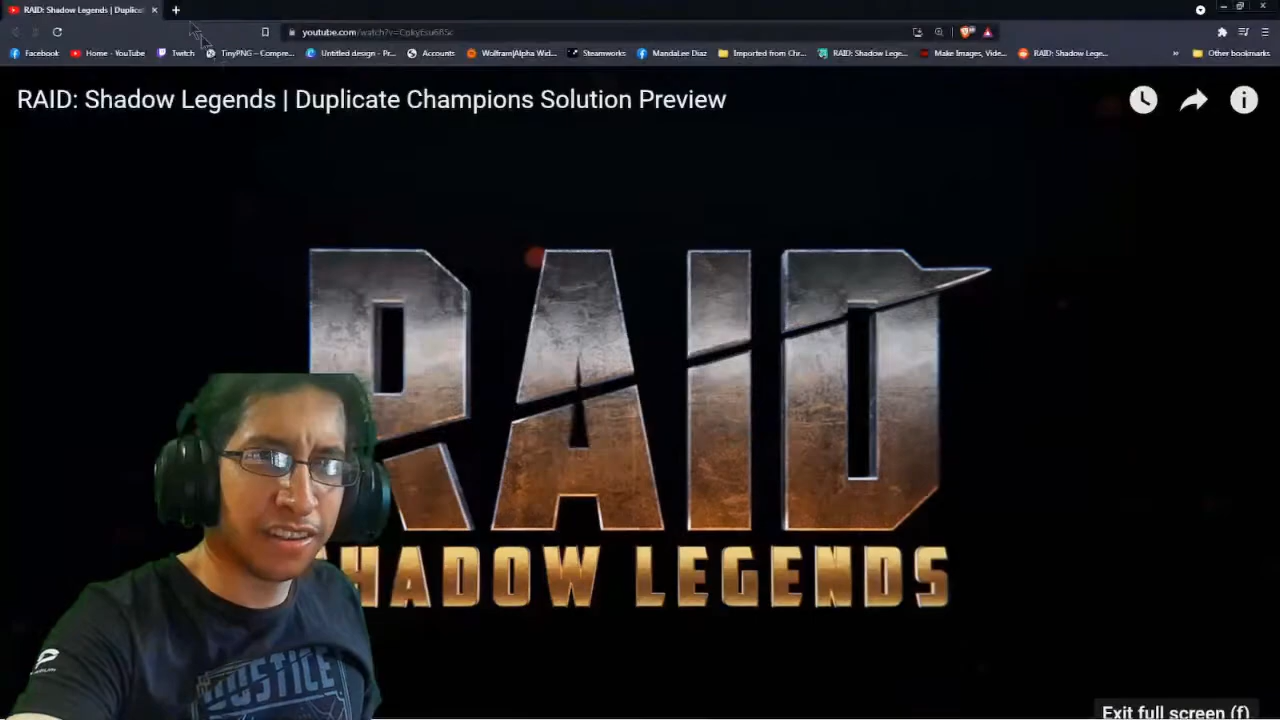 RAID: Shadow Legends | Duplica
youtube.com/watch?v=
Facebook Home - YouTube Twitch TinyPNG – Compre... Untitled design - Pr... Accounts Wolfram|Alpha Wid... Steamworks MandaLee Diaz Imported from Chr... RAID: Shadow Lege... Make Images, Vide... RAID: Shadow Lege... » Other bookmarks
RAID: Shadow Legends | Duplicate Champions Solution Preview
RAID
SHADOW LEGENDS
JUSTICE
Exit full screen (f)